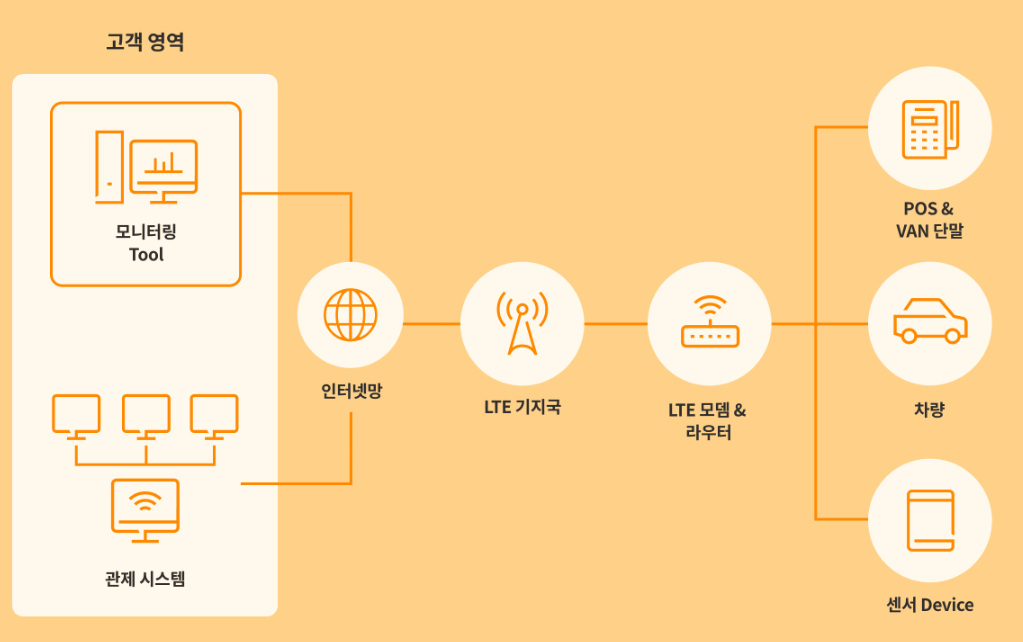 고객 영역
모니터링
Tool
관제 시스템
인터넷망
LTE 기지국
LTE 모뎀 &
라우터
POS &
VAN 단말
차량
센서 Device